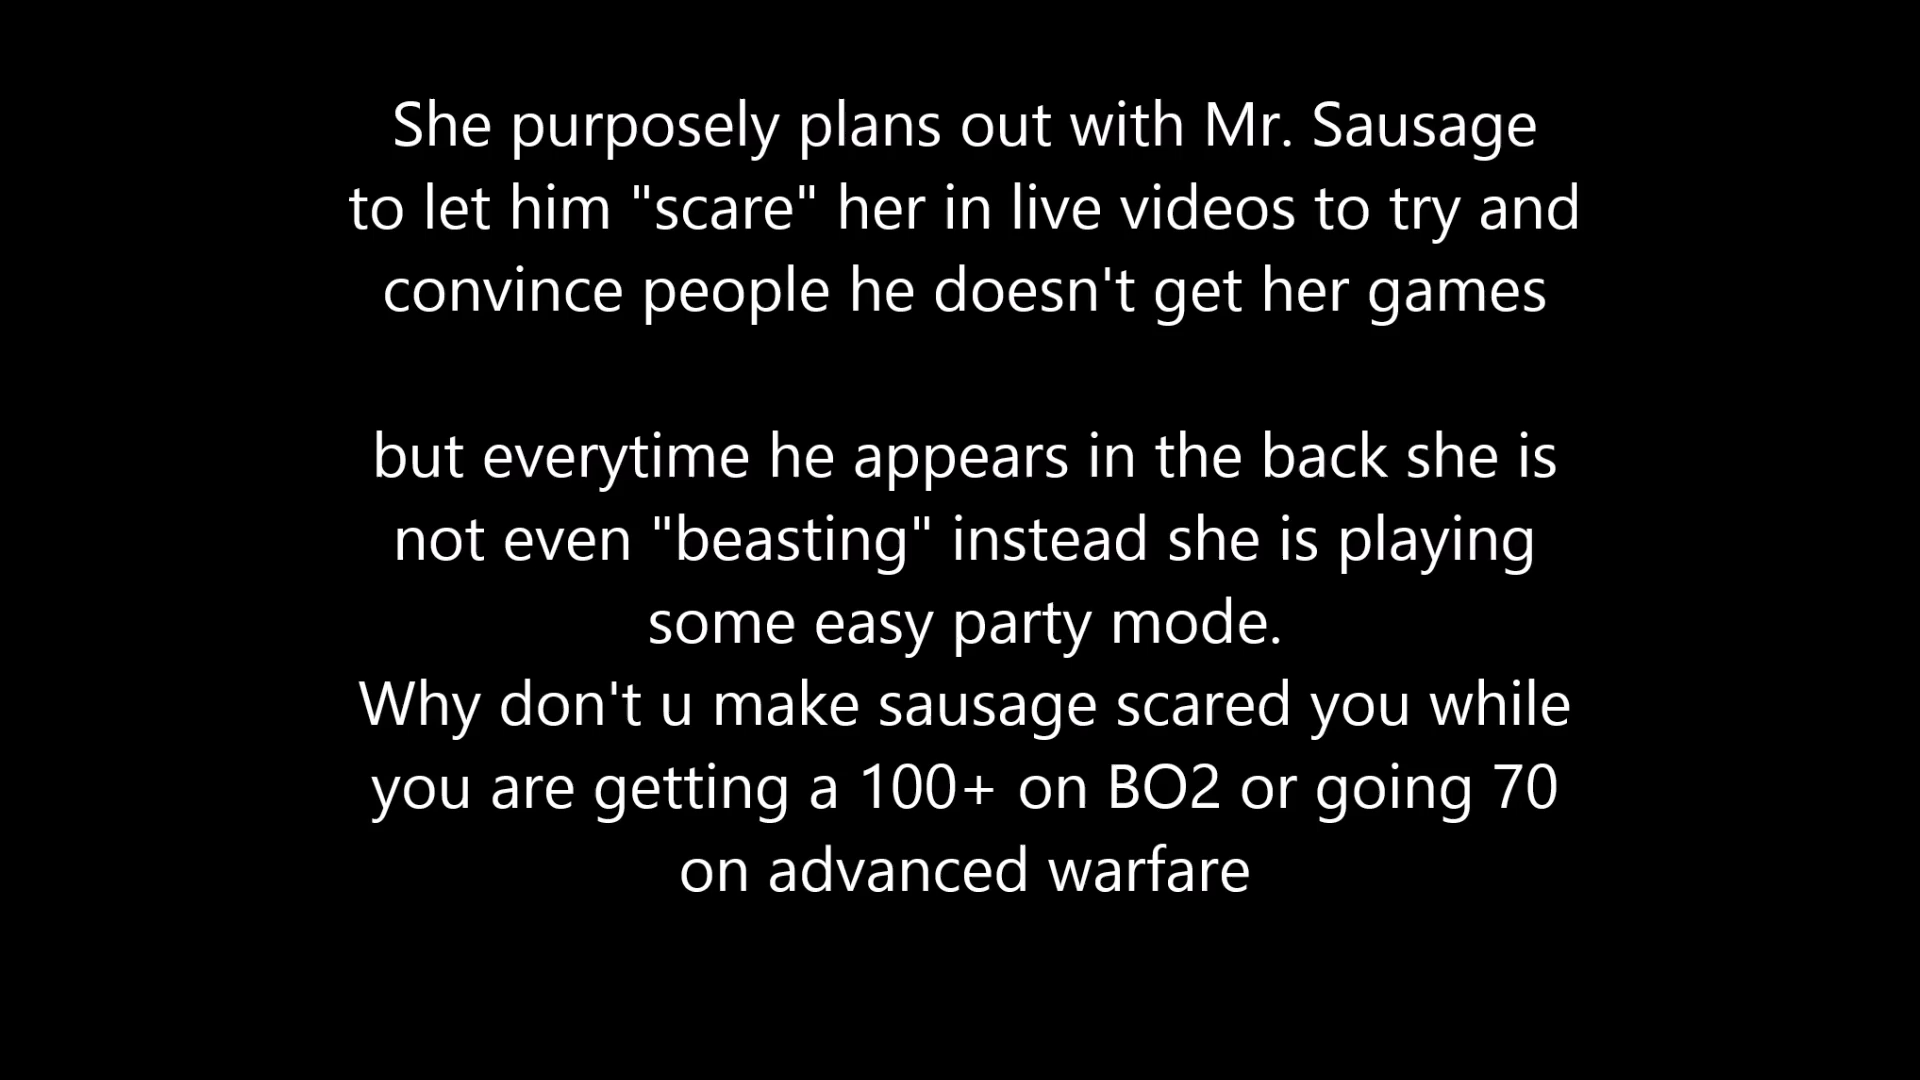 She purposely plans out with Mr. Sausage
to let him "scare" her in live videos to try and
convince people he doesn't get her games
but everytime he appears in the back she is
not even "beasting" instead she is playing
some easy party mode.
Why don't u make sausage scared you while
you are getting a 100+ on BO2 or going 70
on advanced warfare